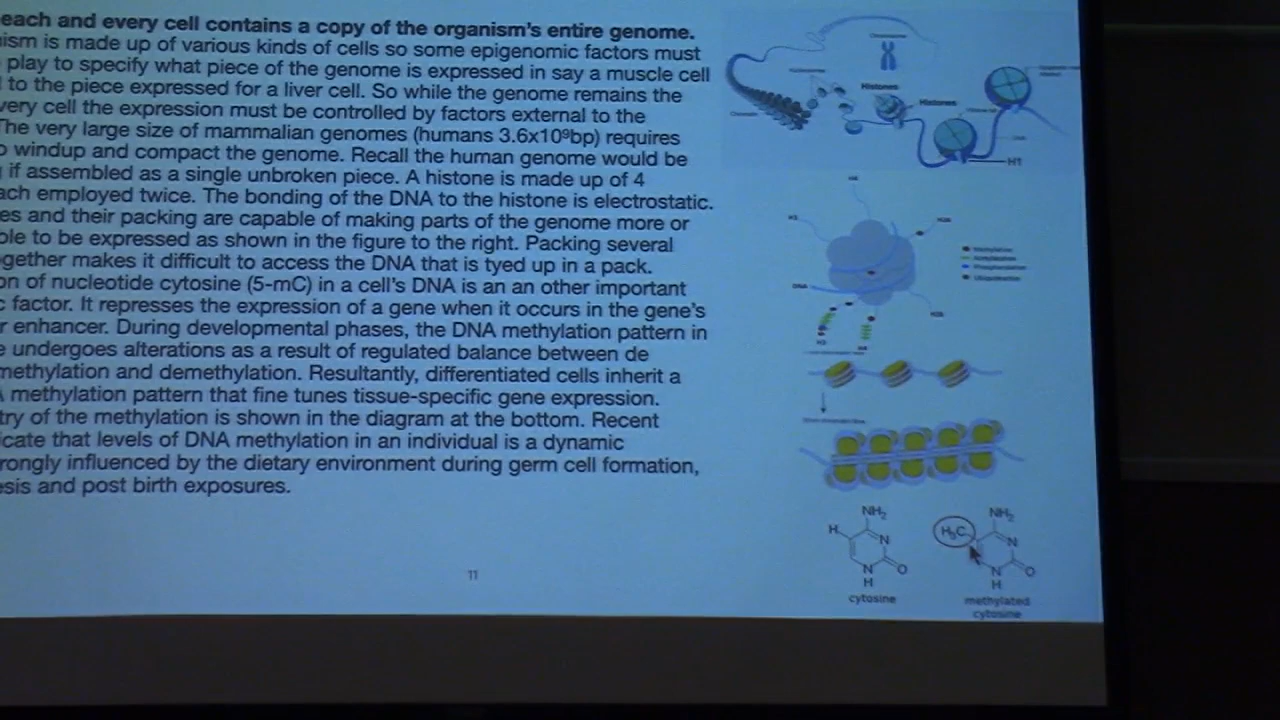 each and every cell contains a copy of the organism's entire genome.
ism is made up of various kinds of cells so some epigenomic factors must
play to specify what piece of the genome is expressed in say a muscle cell
to the piece expressed for a liver cell. So while the genome remains the
very cell the expression must be controlled by factors external to the
The very large size of mammalian genomes (humans 3.6x10⁹bp) requires
o windup and compact the genome. Recall the human genome would be
if assembled as a single unbroken piece. A histone is made up of 4
ach employed twice. The bonding of the DNA to the histone is electrostatic.
es and their packing are capable of making parts of the genome more or
ble to be expressed as shown in the figure to the right. Packing several
gether makes it difficult to access the DNA that is tyed up in a pack.
on of nucleotide cytosine (5-mC) in a cell's DNA is an an other important
c factor. It represses the expression of a gene when it occurs in the gene's
r enhancer. During developmental phases, the DNA methylation pattern in
e undergoes alterations as a result of regulated balance between de
methylation and demethylation. Resultantly, differentiated cells inherit a
methylation pattern that fine tunes tissue-specific gene expression.
try of the methylation is shown in the diagram at the bottom. Recent
icate that levels of DNA methylation in an individual is a dynamic
rongly influenced by the dietary environment during germ cell formation,
esis and post birth exposures.
11
Chromosome
Histones
Histones
H1
DNA
Methylation
Acetylation
Phosphorylation
Ubiquitination
NH₂
H
N
N
O
H
cytosine
NH₂
H₃C
N
N
O
H
methylated
cytosine